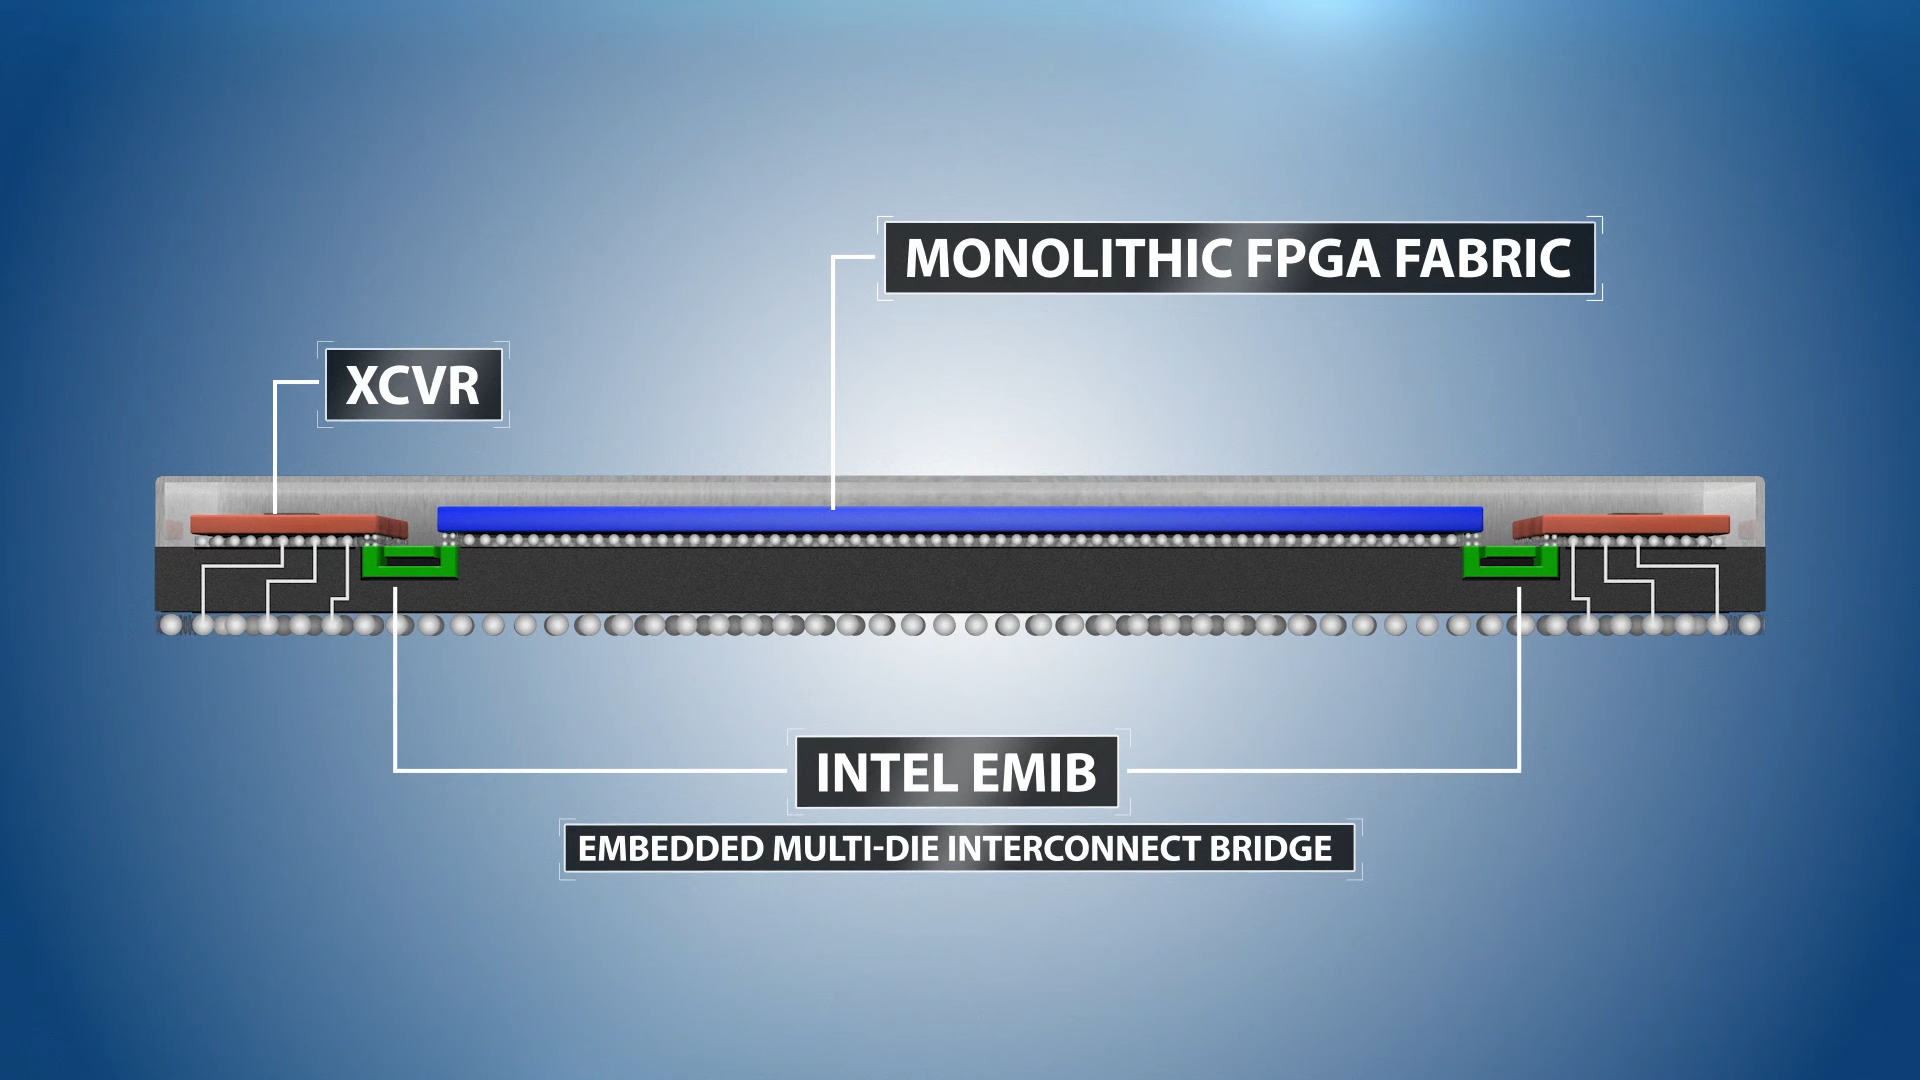 MONOLITHIC FPGA FABRIC
XCVR
INTEL EMIB
EMBEDDED MULTI-DIE INTERCONNECT BRIDGE